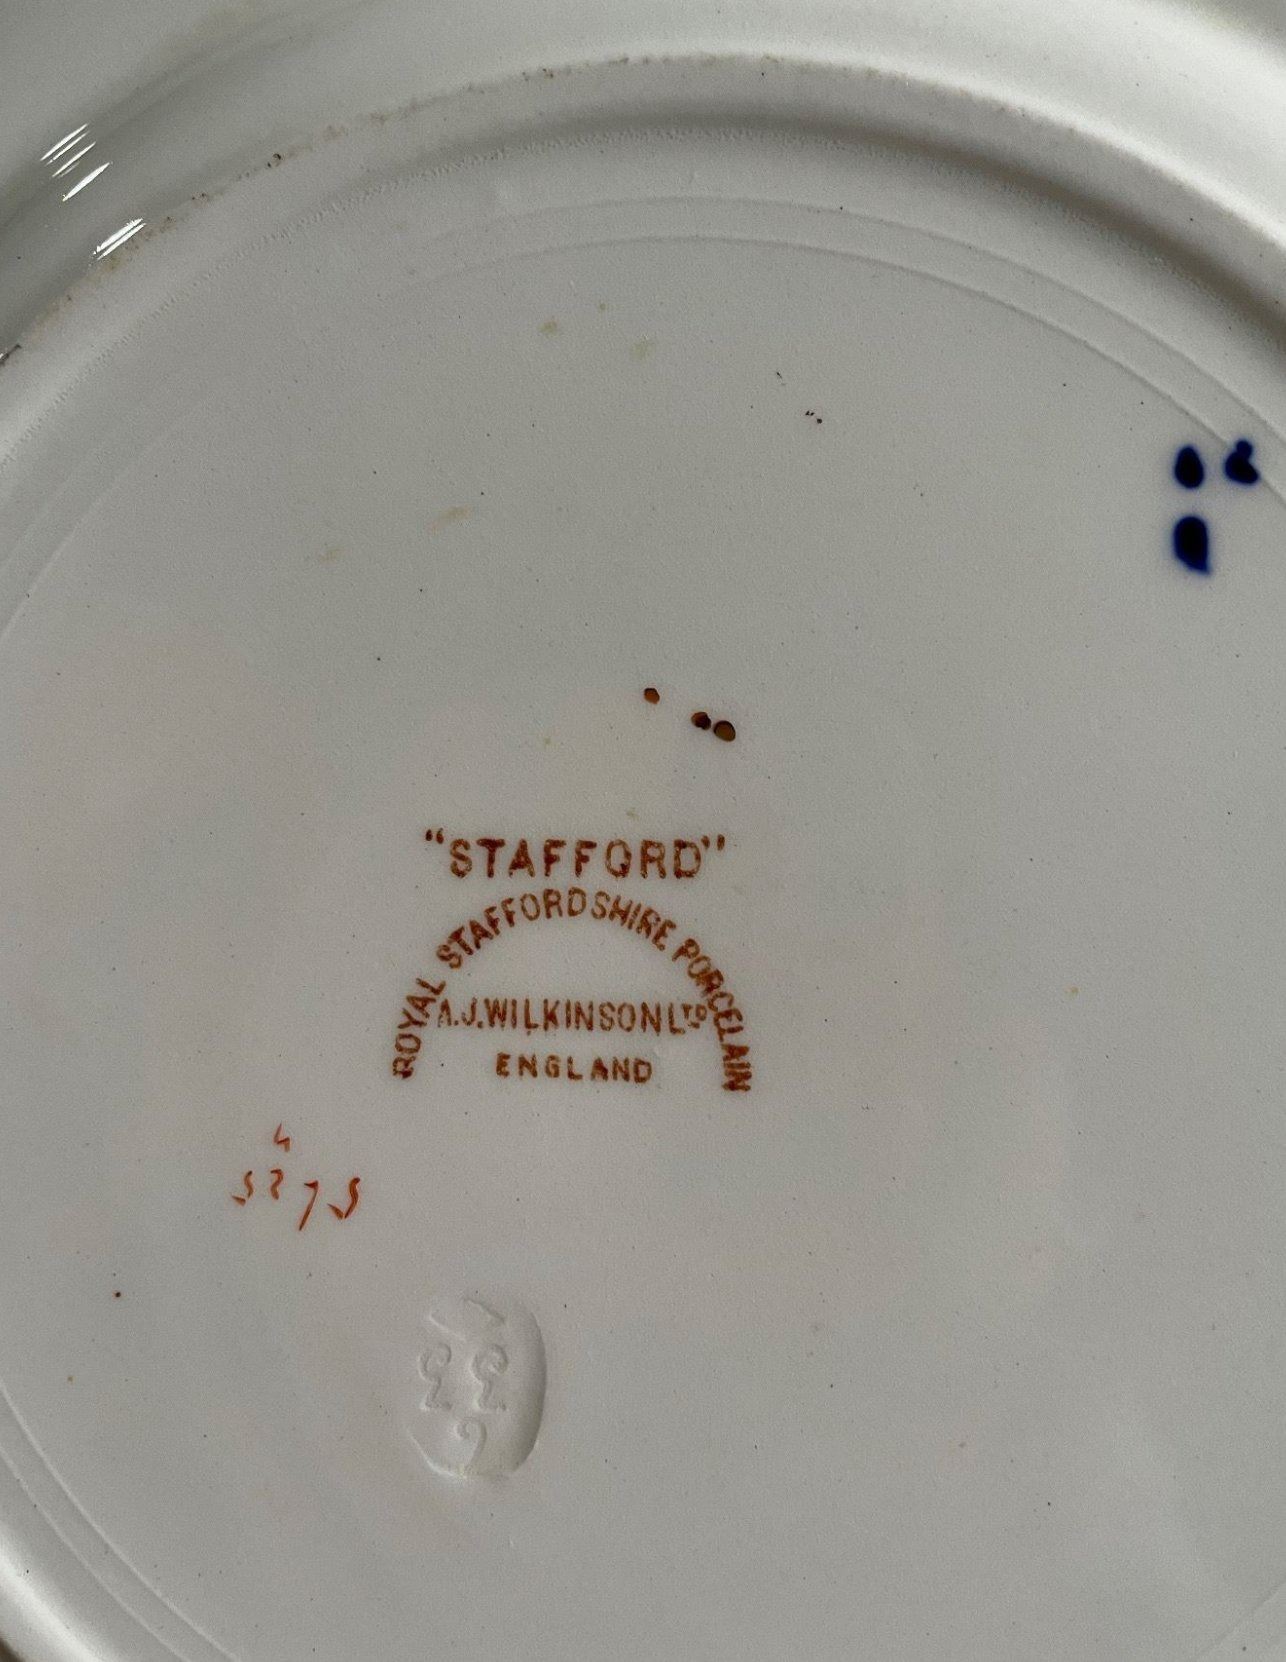 "STAFFORD"
ROYAL STAFFORDSHIRE PORCELAIN
A.J.WILKINSON LTD
ENGLAND